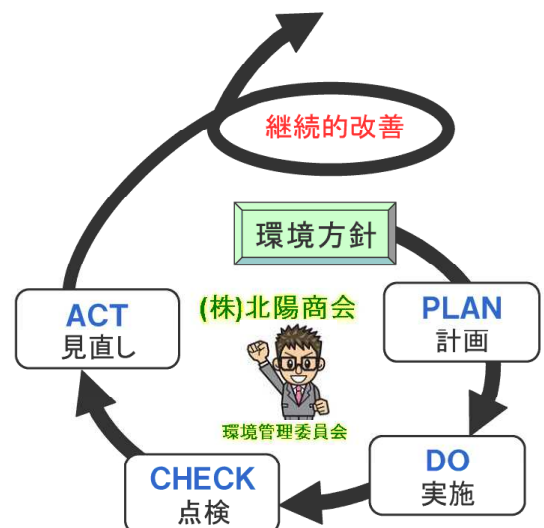 継続的改善
環境方針
PLAN
計画
DO
実施
CHECK
点検
ACT
見直し
(株)北陽商会
環境管理委員会